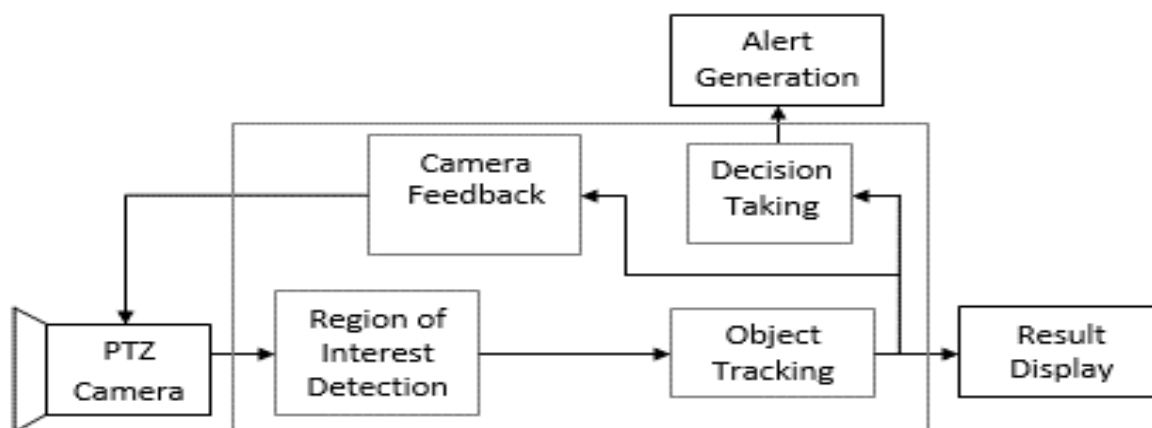 Alert
Generation
Camera
Feedback
Decision
Taking
PTZ
Camera
Region of
Interest
Detection
Object
Tracking
Result
Display